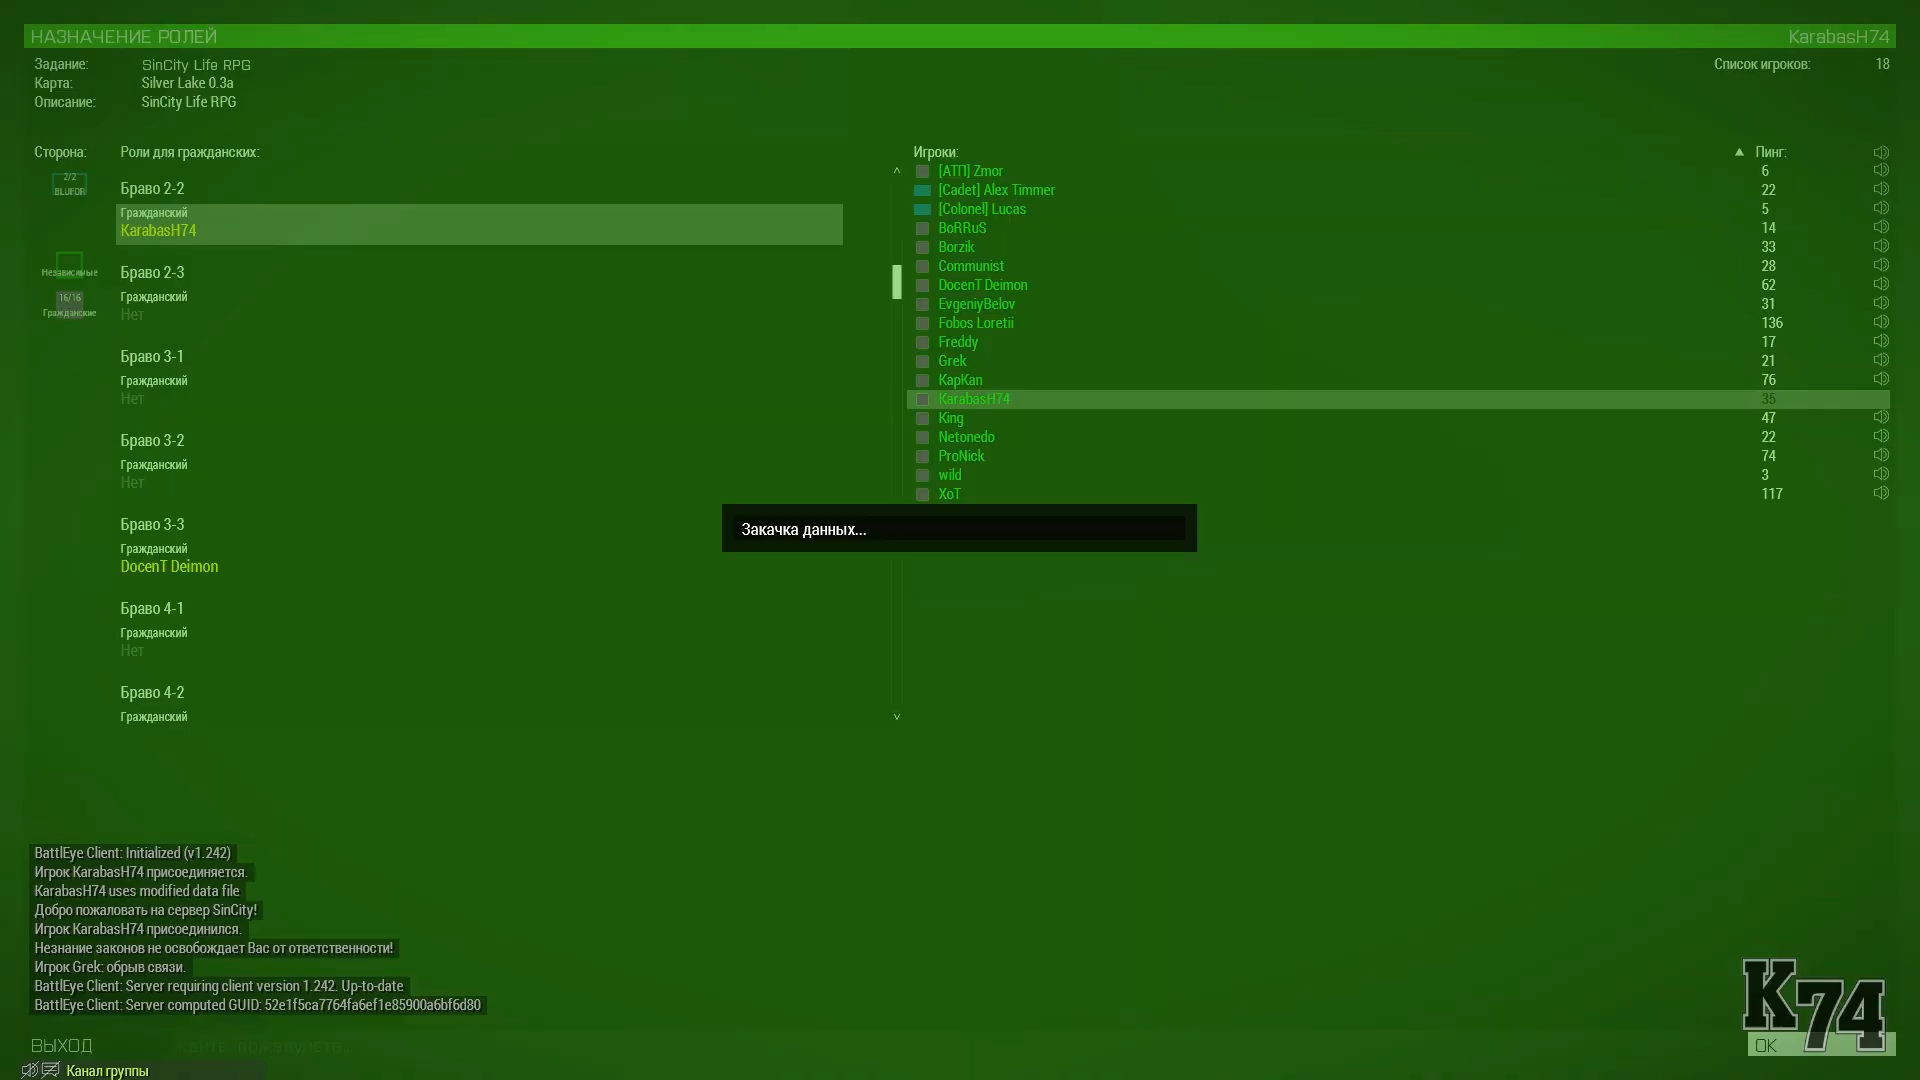 НАЗНАЧЕНИЕ РОЛЕЙ KarabasH74
Задание: SinCity Life RPG Список игроков: 18
Карта: Silver Lake 0.3a
Описание: SinCity Life RPG
Сторона: Роли для гражданских:
2/2
BLUFOR
Независимые
16/16
Гражданские
Браво 2-2
Гражданский
KarabasH74
Браво 2-3
Гражданский
Нет
Браво 3-1
Гражданский
Нет
Браво 3-2
Гражданский
Нет
Браво 3-3
Гражданский
DocenT Deimon
Браво 4-1
Гражданский
Нет
Браво 4-2
Гражданский
Игроки: Пинг:
[АТП] Zmor 6
[Cadet] Alex Timmer 22
[Colonel] Lucas 5
BoRRuS 14
Borzik 33
Communist 28
DocenT Deimon 62
EvgeniyBelov 31
Fobos Loretii 136
Freddy 17
Grek 21
KapKan 76
KarabasH74 35
King 47
Netonedo 22
ProNick 74
wild 3
XoT 117
Закачка данных...
BattlEye Client: Initialized (v1.242)
Игрок KarabasH74 присоединяется.
KarabasH74 uses modified data file
Добро пожаловать на сервер SinCity!
Игрок KarabasH74 присоединился.
Незнание законов не освобождает Вас от ответственности!
Игрок Grek: обрыв связи.
BattlEye Client: Server requiring client version 1.242. Up-to-date
BattlEye Client: Server computed GUID: 52e1f5ca7764fa6ef1e85900a6bf6d80
ВЫХОД
Канал группы
K74
OK